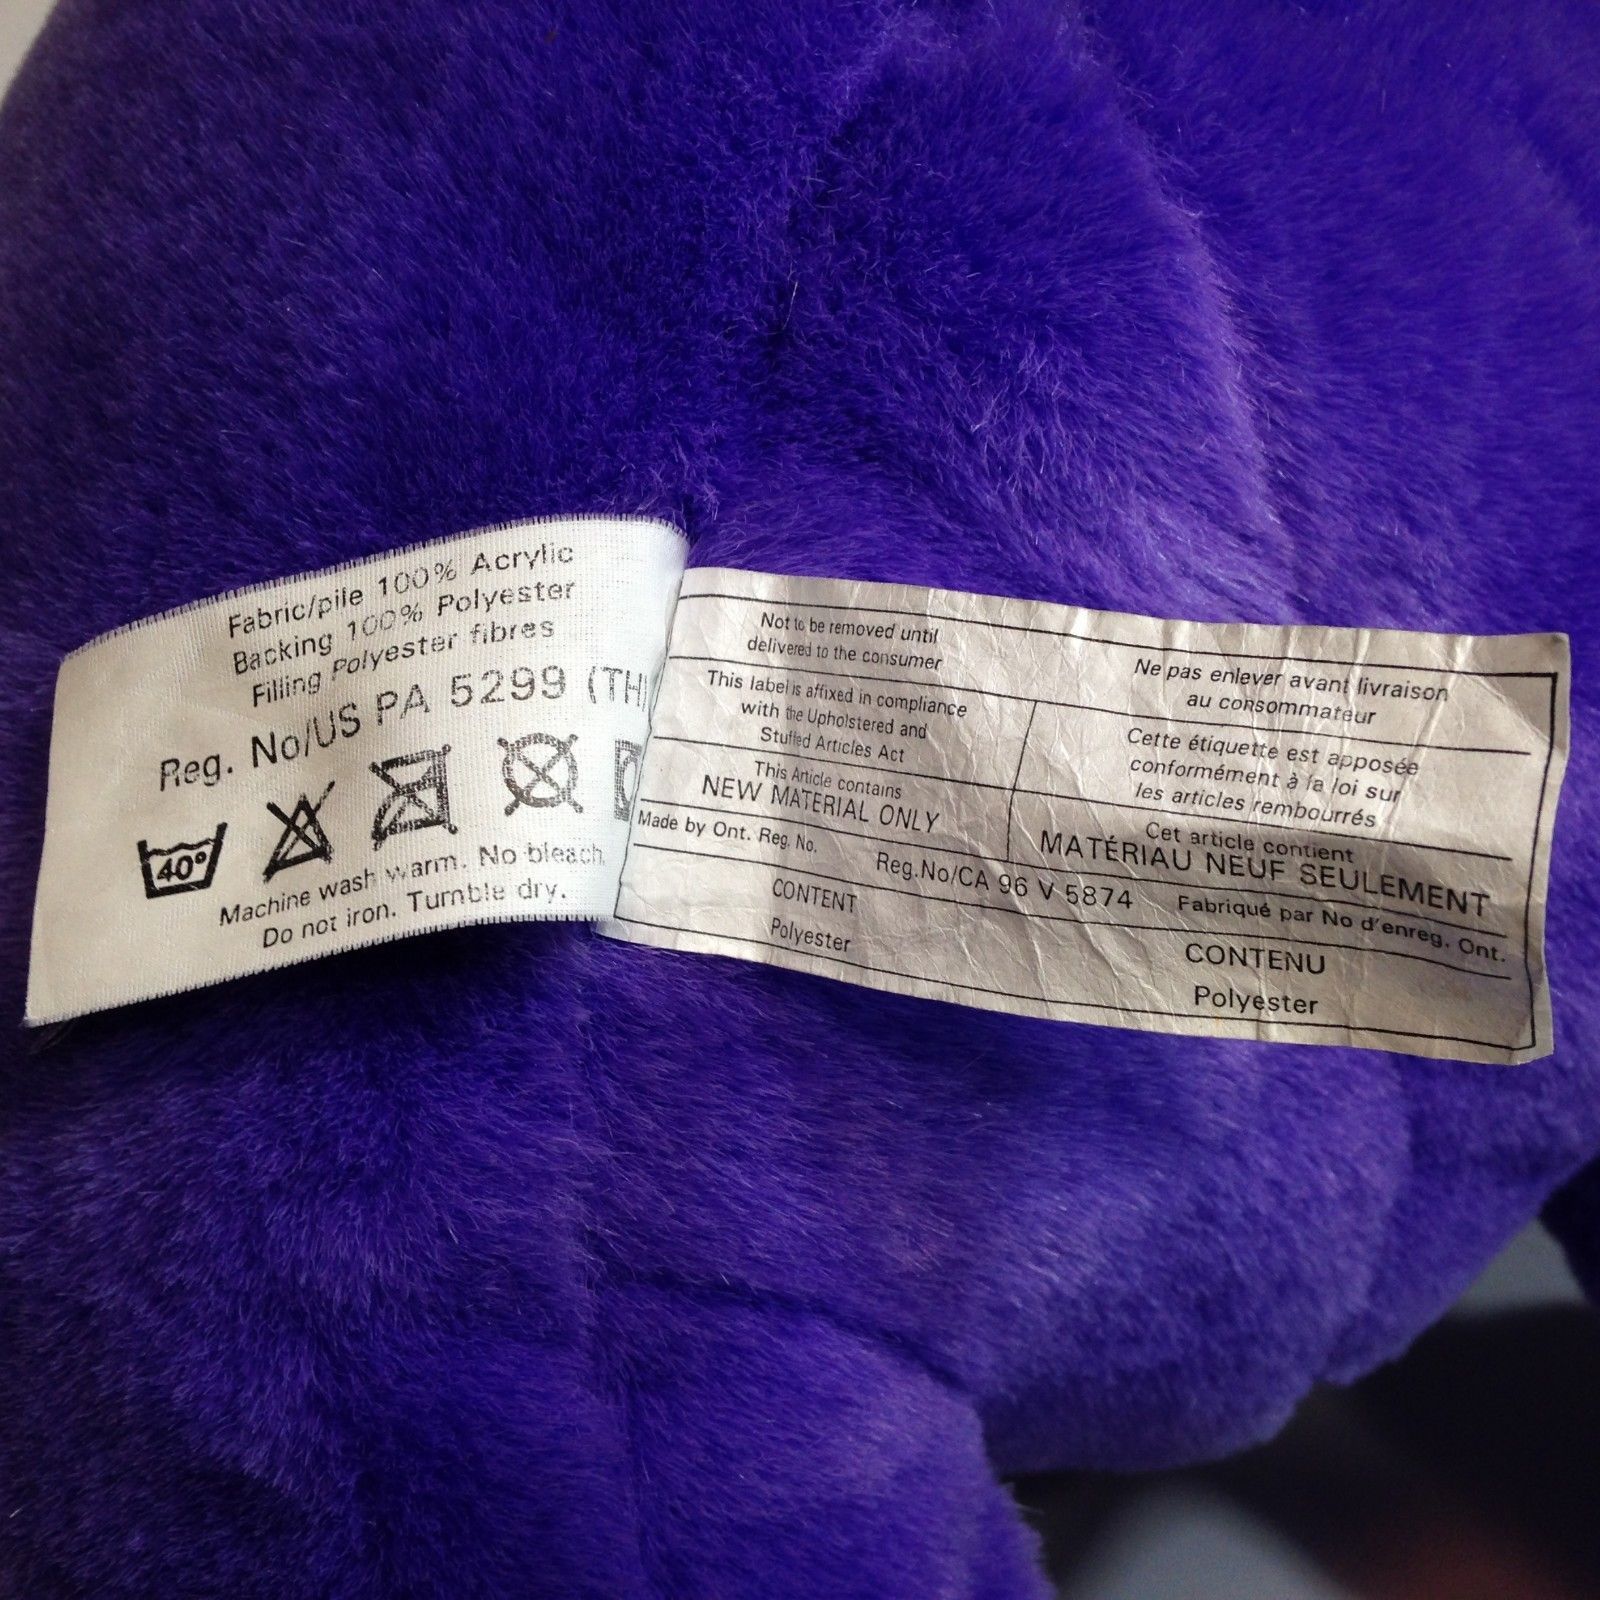 Fabric/pile 100% Acrylic
Backing 100% Polyester
Filling Polyester fibres
Reg. No/US PA 5299 (TH
40°
Machine wash warm. No bleach.
Do not iron. Tumble dry.
Not to be removed until
delivered to the consumer
Ne pas enlever avant livraison
au consommateur
This label is affixed in compliance
with the Upholstered and
Stuffed Articles Act
Cette étiquette est apposée
conformément à la loi sur
les articles rembourrés
This Article contains
NEW MATERIAL ONLY
Cet article contient
MATÉRIAU NEUF SEULEMENT
Made by Ont. Reg. No.
Reg.No/CA 96 V 5874
Fabriqué par No d'enreg. Ont.
CONTENT
CONTENU
Polyester
Polyester